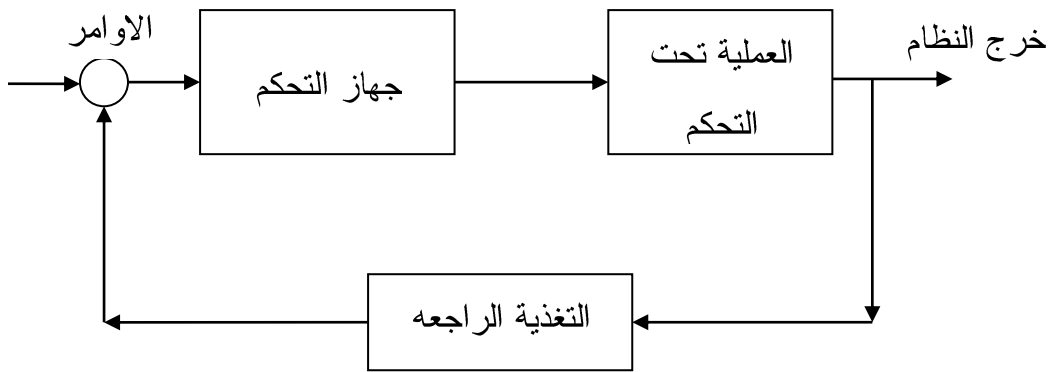 الاوامر
جهاز التحكم
العملية تحت
التحكم
خرج النظام
التغذية الراجعه